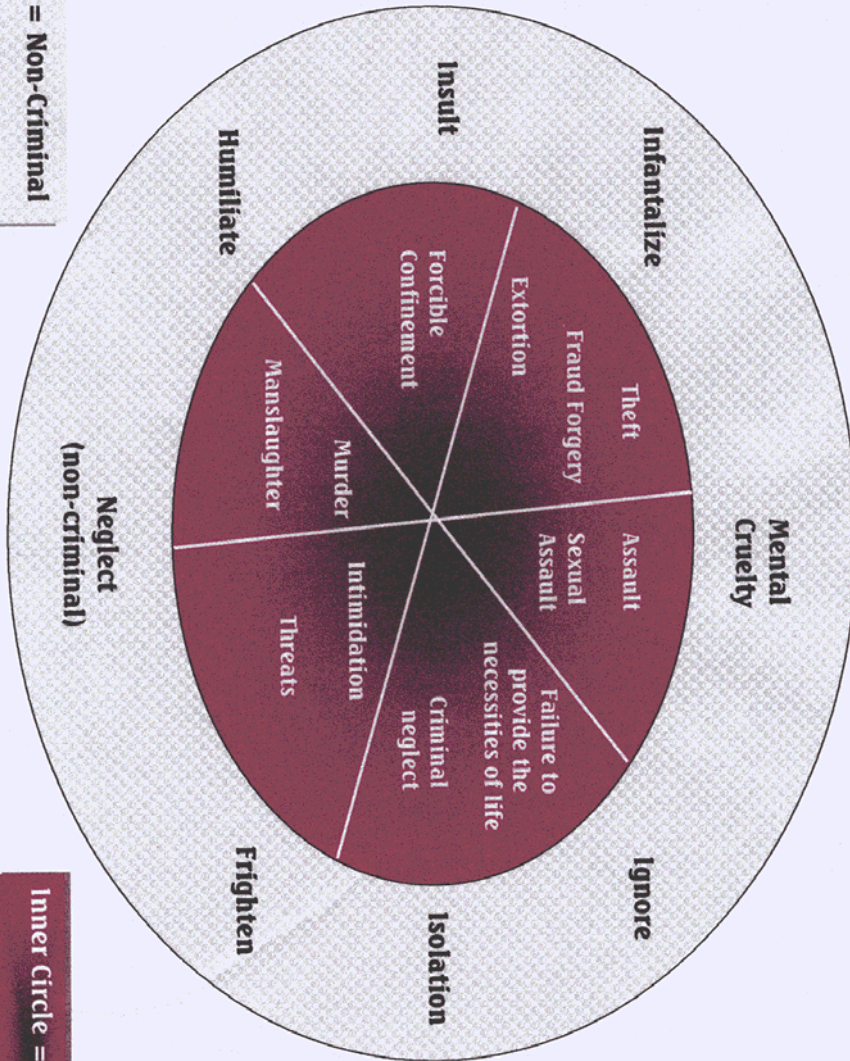 Mental
Cruelty
Infantalize
Ignore
Insult
Isolation
Humiliate
Frighten
Neglect
(non-criminal)
Theft
Fraud Forgery
Extortion
Assault
Sexual
Assault
Failure to
provide the
necessities of life
Forcible
Confinement
Criminal
neglect
Murder
Manslaughter
Intimidation
Threats
= Non-Criminal
Inner Circle =